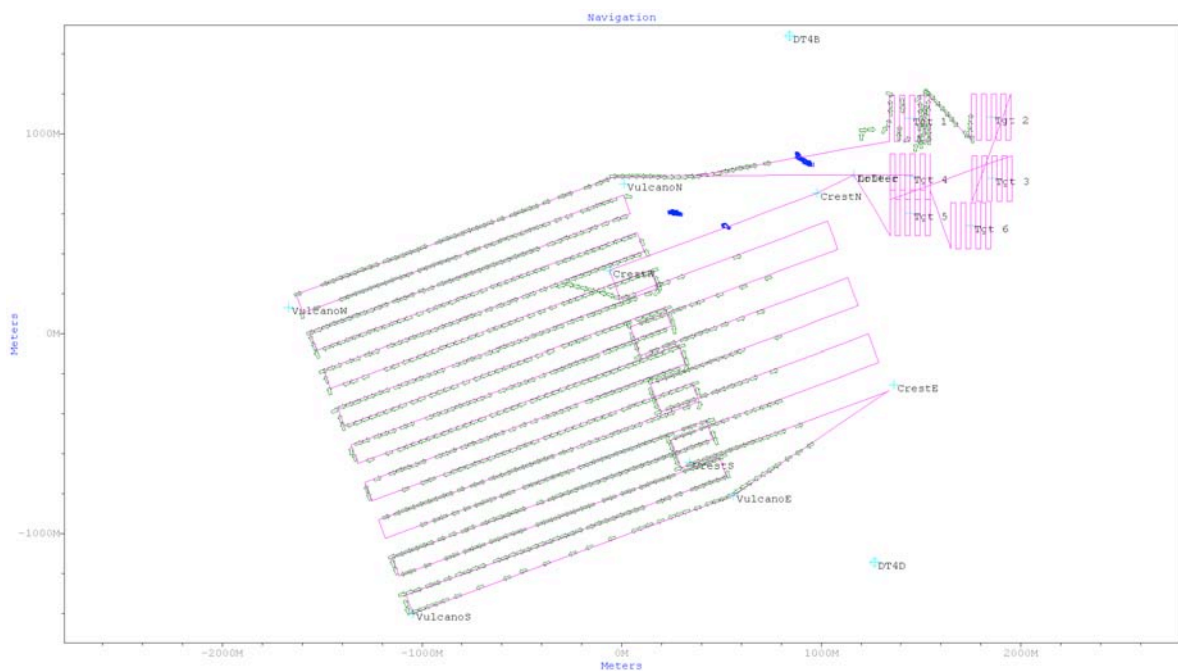 Navigation
DT4B
1000M
Tgt 1
Tgt 2
VulcanoN
Tgt 4
Tgt 3
CrestN
Tgt 5
Tgt 6
VulcanoW
0M
Meters
CrestE
CrestS
VulcanoE
-1000M
DT4D
VulcanoS
-2000M
-1000M
0M
1000M
2000M
Meters